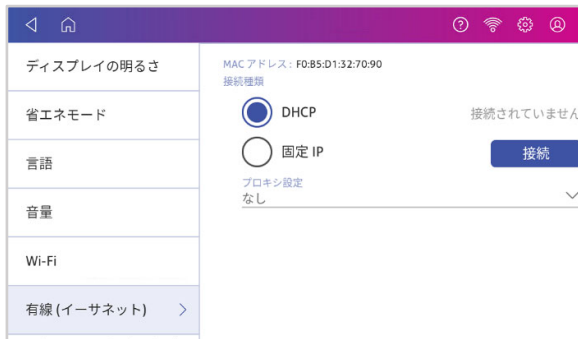 ディスプレイの明るさ
省エネモード
言語
音量
Wi-Fi
有線 (イーサネット)
MAC アドレス : F0:B5:D1:32:70:90
接続種類
DHCP
接続されていません
固定 IP
接続
プロキシ設定
なし